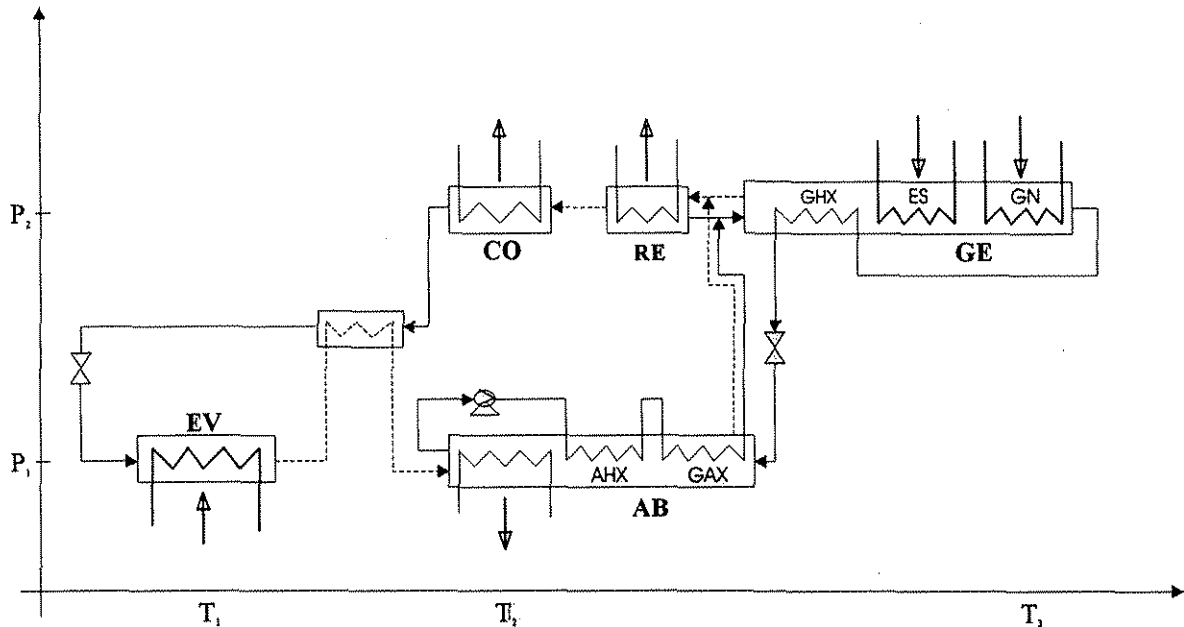 GHX
ES
GN
P₂
CO
RE
GE
EV
P₁
AHX
GAX
AB
T₁
T₂
T₃